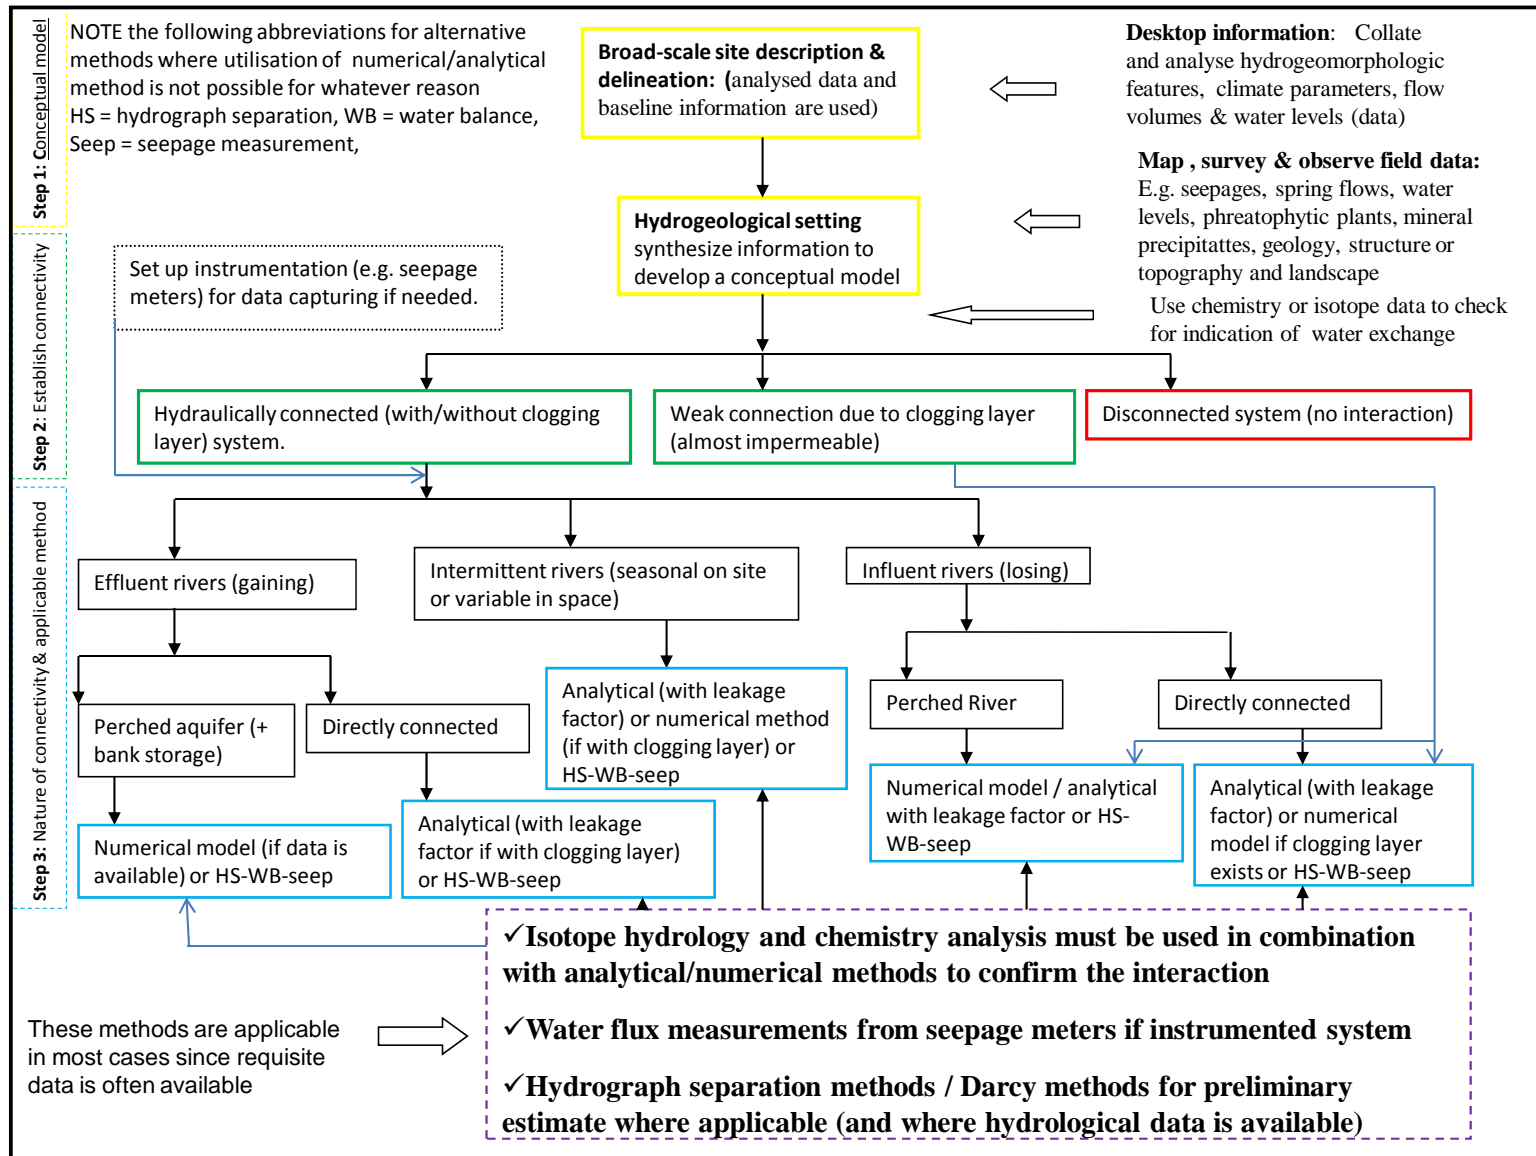 Step 1: Conceptual model
NOTE the following abbreviations for alternative
methods where utilisation of numerical/analytical
method is not possible for whatever reason
HS = hydrograph separation, WB = water balance,
Seep = seepage measurement,
Broad-scale site description &
delineation: (analysed data and
baseline information are used)
Desktop information: Collate
and analyse hydrogeomorphologic
features, climate parameters, flow
volumes & water levels (data)
Map , survey & observe field data:
E.g. seepages, spring flows, water
levels, phreatophytic plants, mineral
precipitattes, geology, structure or
topography and landscape
Hydrogeological setting
synthesize information to
develop a conceptual model
Use chemistry or isotope data to check
for indication of water exchange
Step 2: Establish connectivity
Set up instrumentation (e.g. seepage
meters) for data capturing if needed.
Hydraulically connected (with/without clogging
layer) system.
Weak connection due to clogging layer
(almost impermeable)
Disconnected system (no interaction)
Step 3: Nature of connectivity & applicable method
Effluent rivers (gaining)
Intermittent rivers (seasonal on site
or variable in space)
Influent rivers (losing)
Perched aquifer (+
bank storage)
Directly connected
Analytical (with leakage
factor) or numerical method
(if with clogging layer) or
HS-WB-seep
Perched River
Directly connected
Numerical model (if data is
available) or HS-WB-seep
Analytical (with leakage
factor if with clogging layer)
or HS-WB-seep
Numerical model / analytical
with leakage factor or HS-
WB-seep
Analytical (with leakage
factor) or numerical
model if clogging layer
exists or HS-WB-seep
These methods are applicable
in most cases since requisite
data is often available
✓Isotope hydrology and chemistry analysis must be used in combination
with analytical/numerical methods to confirm the interaction
✓Water flux measurements from seepage meters if instrumented system
✓Hydrograph separation methods / Darcy methods for preliminary
estimate where applicable (and where hydrological data is available)